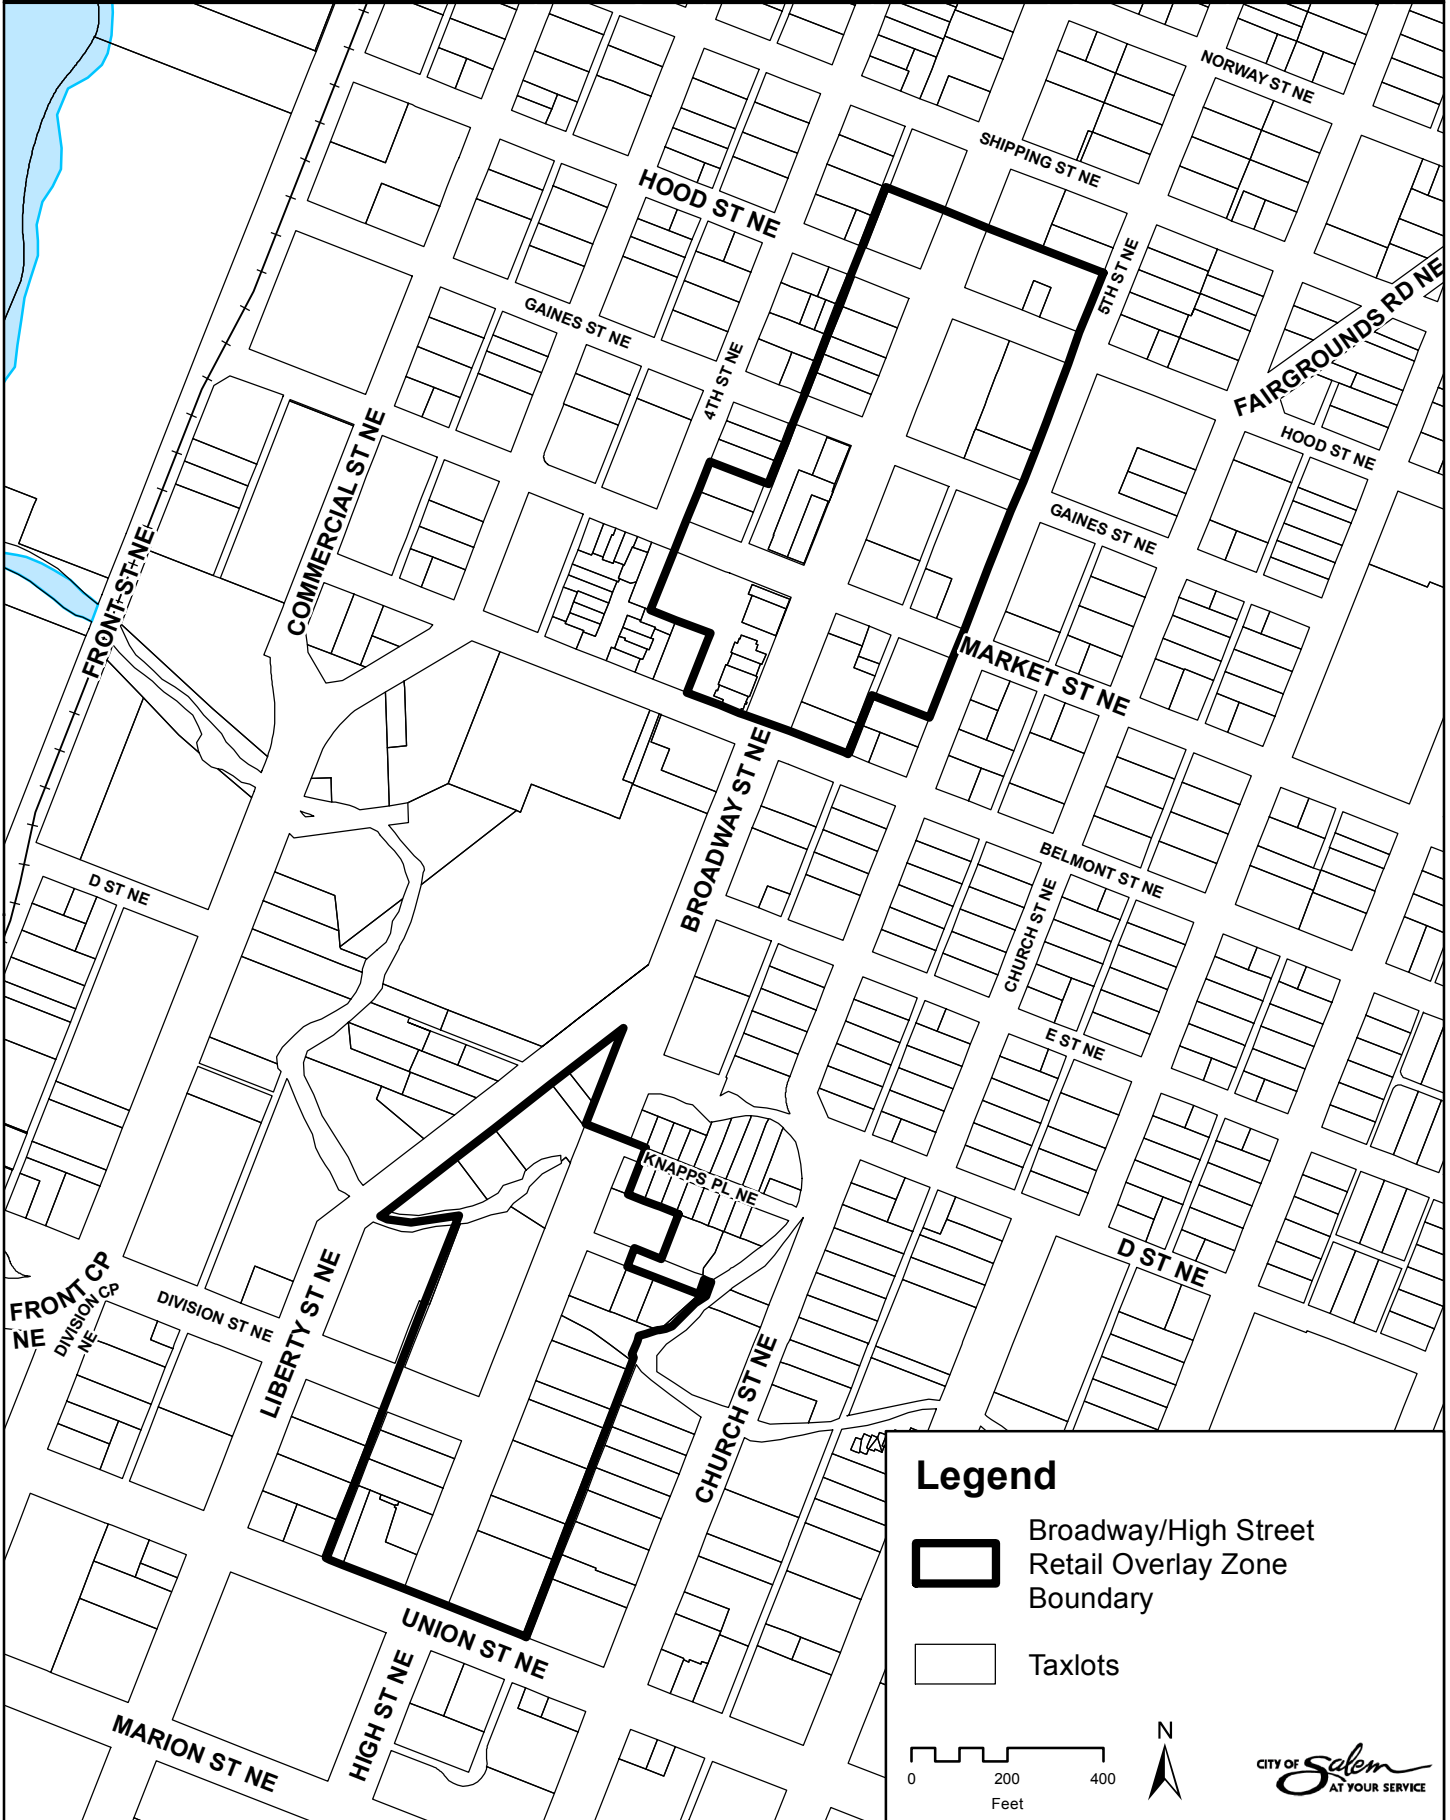 NORWAY ST NE
SHIPPING ST NE
HOOD ST NE
5TH ST NE
FAIRGROUNDS RD NE
GAINES ST NE
4TH ST NE
HOOD ST NE
COMMERCIAL ST NE
GAINES ST NE
FRONT ST NE
MARKET ST NE
BROADWAY ST NE
BELMONT ST NE
D ST NE
CHURCH ST NE
E ST NE
KNAPPS PL NE
D ST NE
FRONT CP
NE
DIVISION CP
NE
DIVISION ST NE
LIBERTY ST NE
CHURCH ST NE
UNION ST NE
HIGH ST NE
MARION ST NE
Legend
Broadway/High Street
Retail Overlay Zone
Boundary
Taxlots
N
0 200 400
Feet
CITY OF Salem
AT YOUR SERVICE